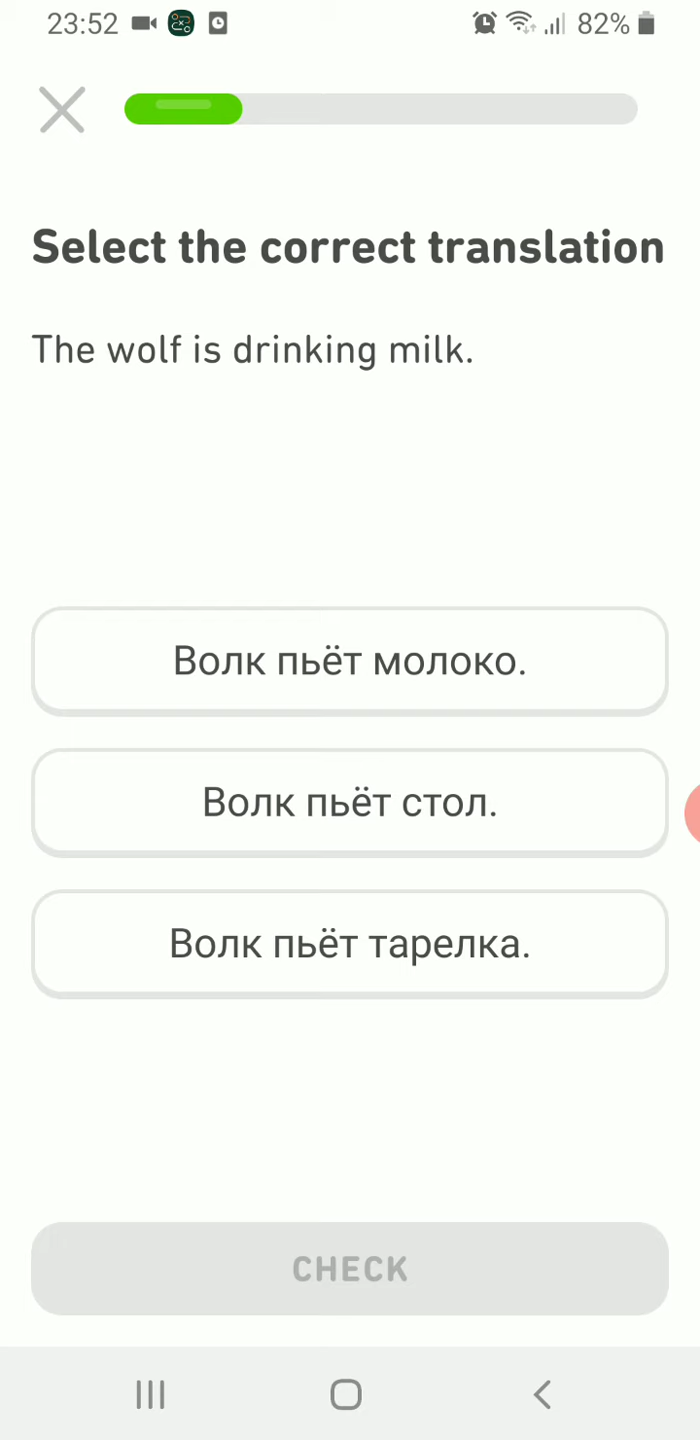 23:52 82%
Select the correct translation
The wolf is drinking milk.
Волк пьёт молоко.
Волк пьёт стол.
Волк пьёт тарелка.
CHECK